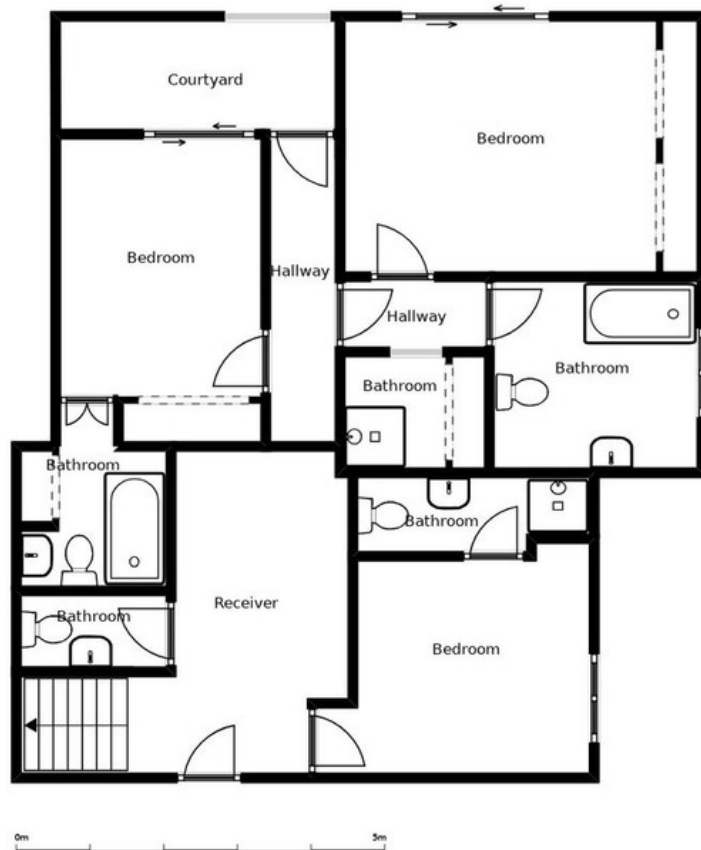 Courtyard
Bedroom
Bedroom
Hallway
Hallway
Bathroom
Bathroom
Bathroom
Bathroom
Bathroom
Receiver
Bedroom
0m
5m